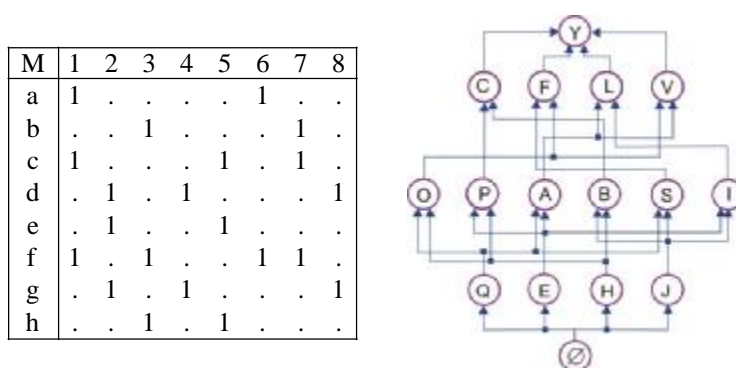 M 1 2 3 4 5 6 7 8
a 1 . . . . 1 . .
b . . 1 . . . 1 .
c 1 . . . 1 . 1 .
d . 1 . 1 . . . 1
e . 1 . . 1 . . .
f 1 . 1 . . 1 1 .
g . 1 . 1 . . . 1
h . . 1 . 1 . . .
Y
C F L V
O P A B S I
Q E H J
∅